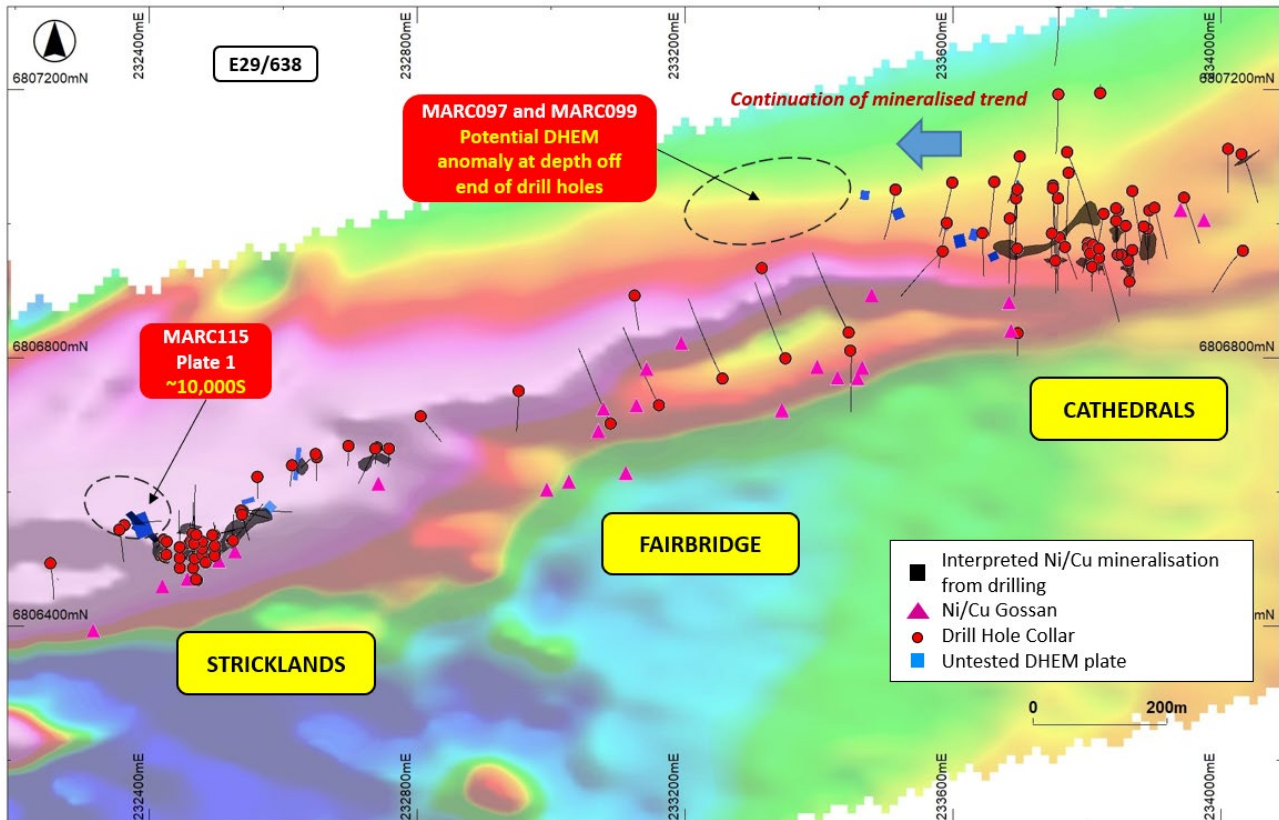 232400mE
232800mE
233200mE
233600mE
234000mE
6807200mN
E29/638
6807200mN
MARC097 and MARC099
Potential DHEM
anomaly at depth off
end of drill holes
Continuation of mineralised trend
MARC115
Plate 1
~10,000S
6806800mN
6806800mN
CATHEDRALS
FAIRBRIDGE
STRICKLANDS
6806400mN
mN
Interpreted Ni/Cu mineralisation
from drilling
Ni/Cu Gossan
Drill Hole Collar
Untested DHEM plate
0 200m
232400mE
232800mE
233200mE
233600mE
234000mE